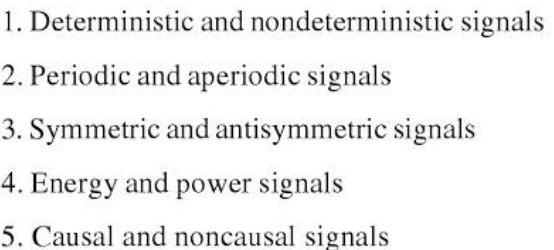 1. Deterministic and nondeterministic signals
2. Periodic and aperiodic signals
3. Symmetric and antisymmetric signals
4. Energy and power signals
5. Causal and noncausal signals